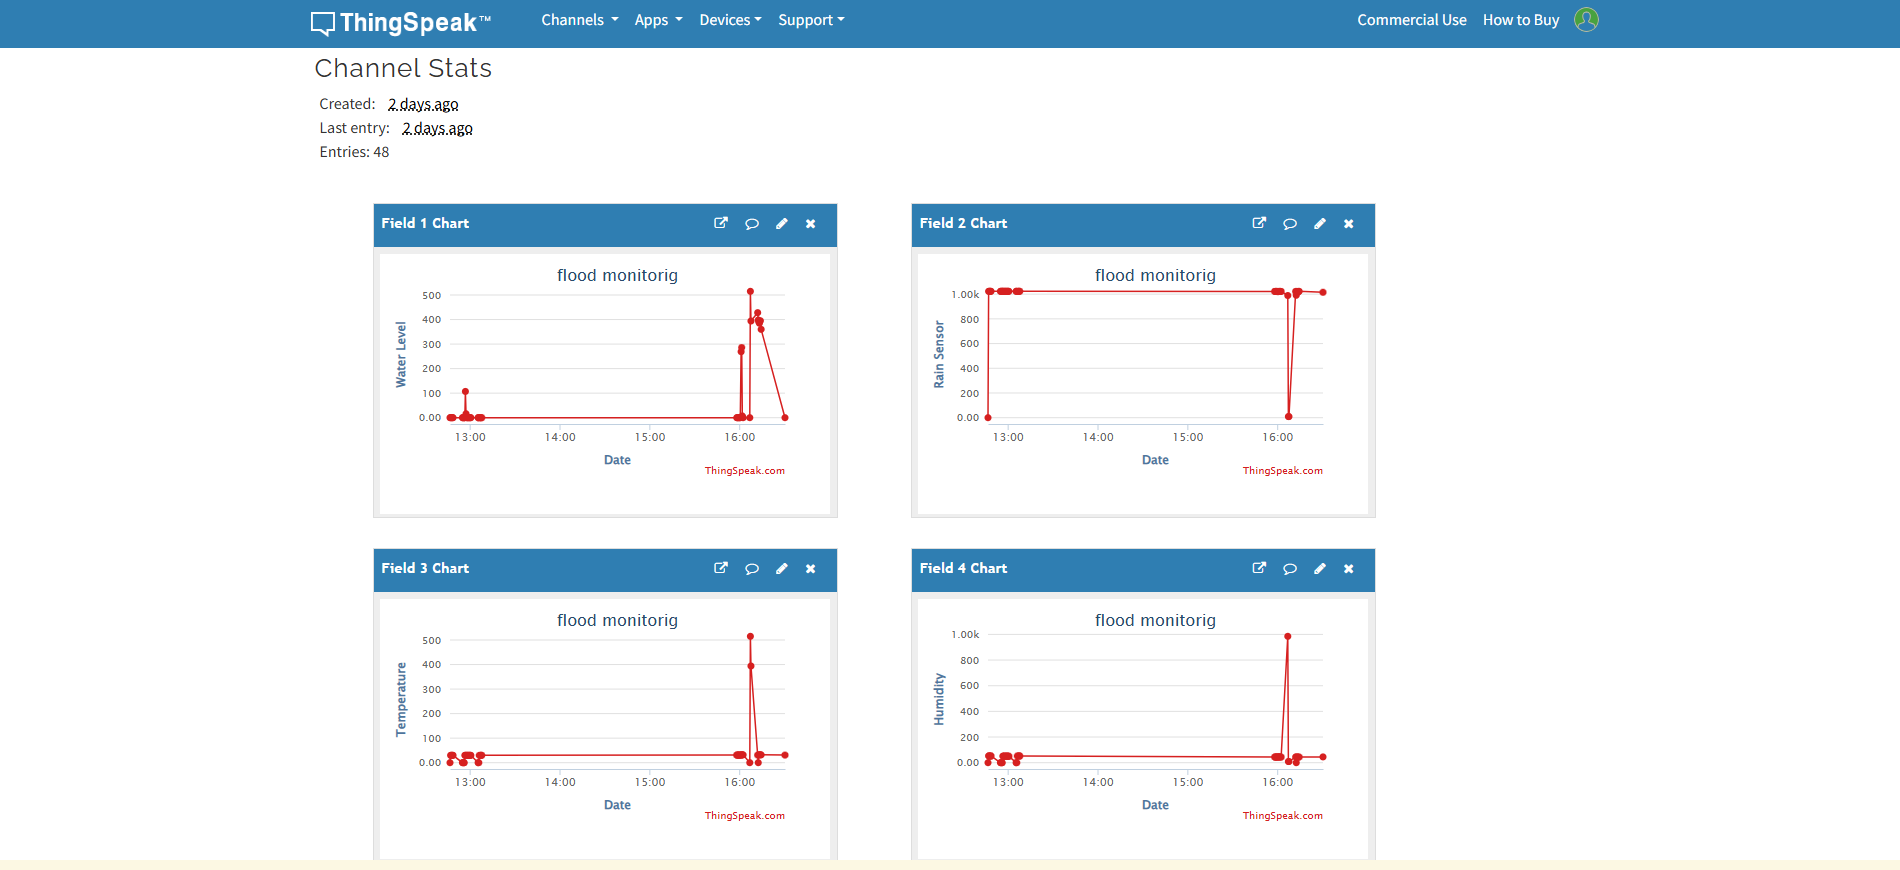 ThingSpeak™ Channels Apps Devices Support Commercial Use How to Buy
Channel Stats
Created: 2 days ago
Last entry: 2 days ago
Entries: 48
Field 1 Chart
flood monitorig
Water Level
500
400
300
200
100
0.00
13:00 14:00 15:00 16:00
Date
ThingSpeak.com
Field 2 Chart
flood monitorig
Rain Sensor
1.00k
800
600
400
200
0.00
13:00 14:00 15:00 16:00
Date
ThingSpeak.com
Field 3 Chart
flood monitorig
Temperature
500
400
300
200
100
0.00
13:00 14:00 15:00 16:00
Date
ThingSpeak.com
Field 4 Chart
flood monitorig
Humidity
1.00k
800
600
400
200
0.00
13:00 14:00 15:00 16:00
Date
ThingSpeak.com